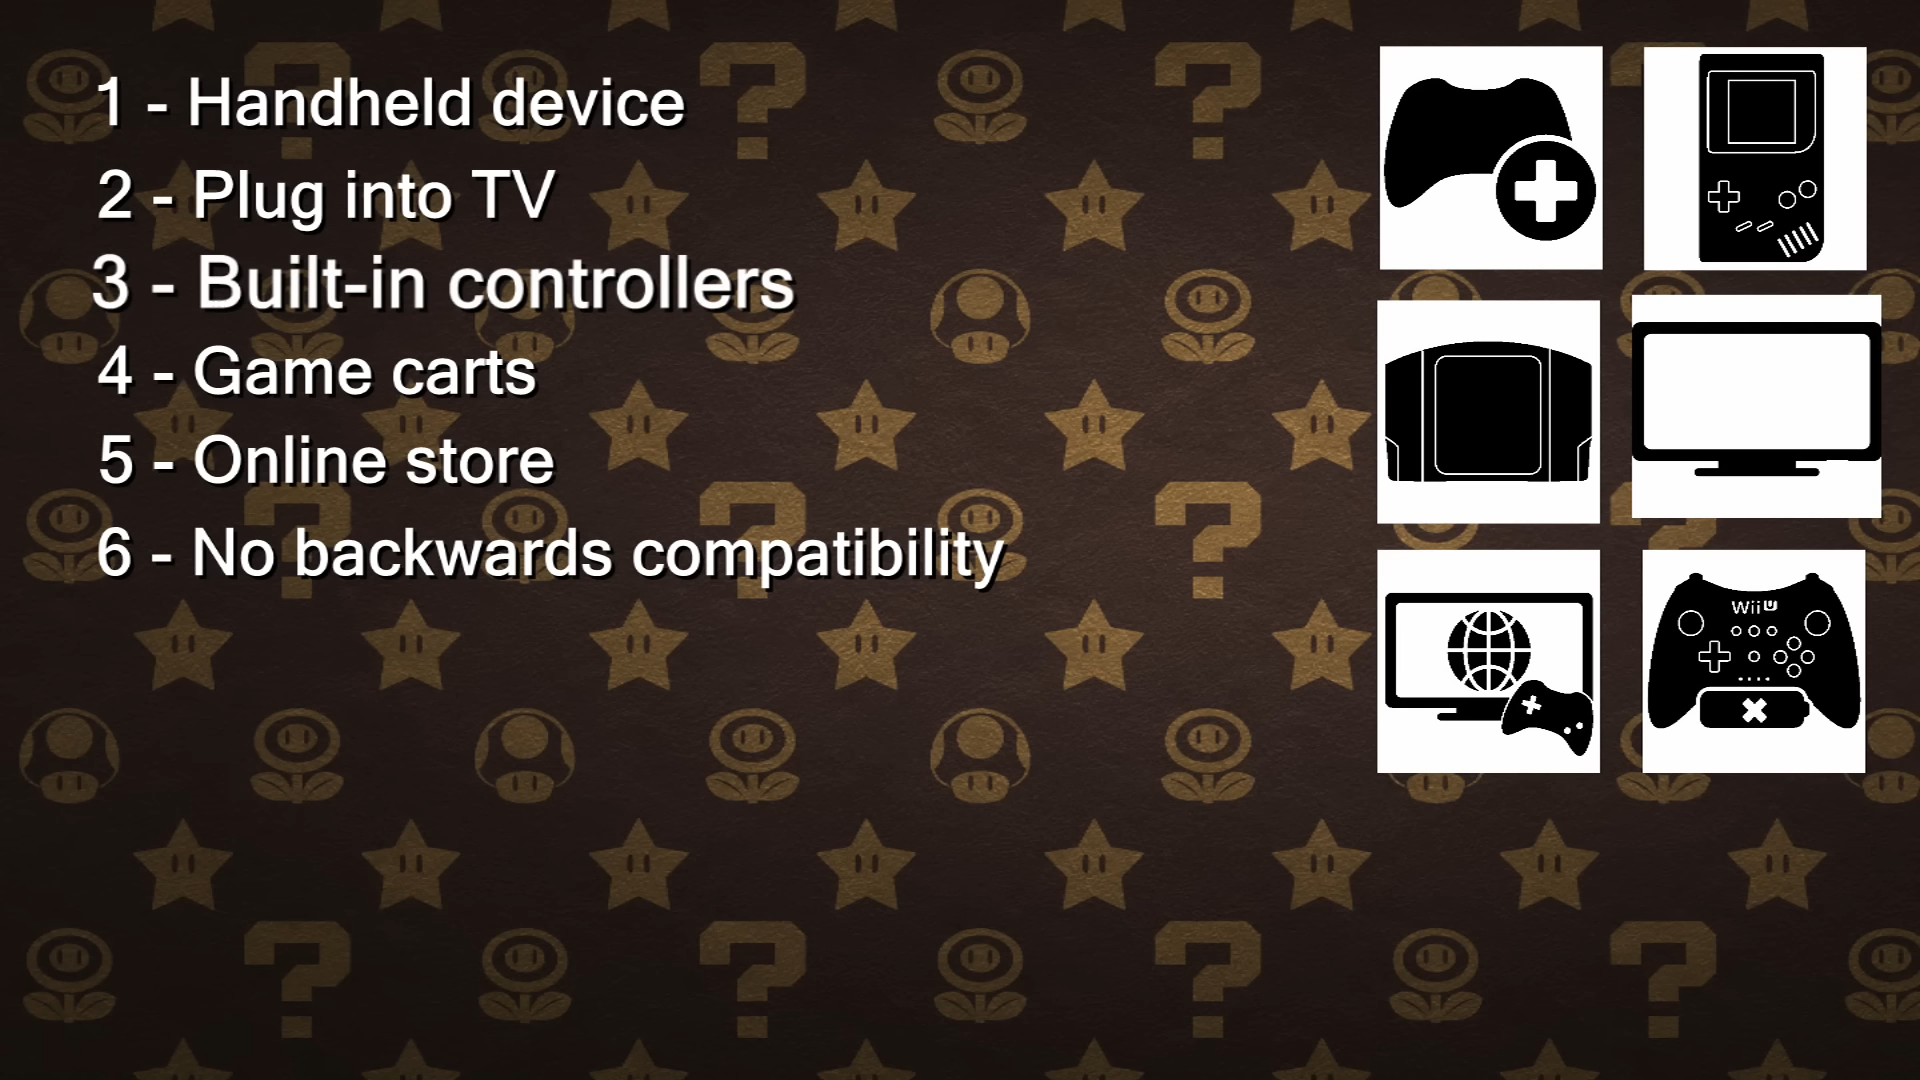 1 - Handheld device
2 - Plug into TV
3 - Built-in controllers
4 - Game carts
5 - Online store
6 - No backwards compatibility
Wii U